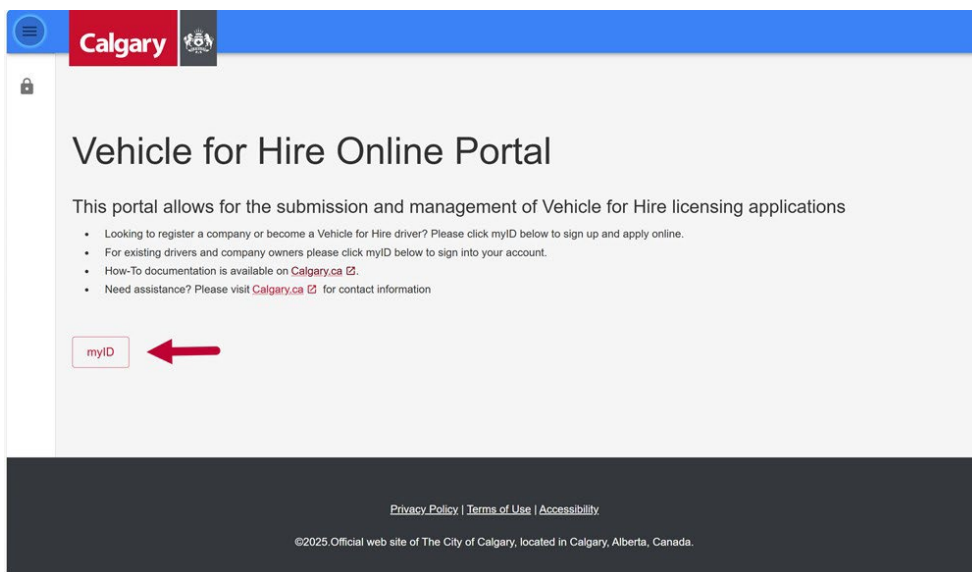 Calgary
Vehicle for Hire Online Portal
This portal allows for the submission and management of Vehicle for Hire licensing applications
• Looking to register a company or become a Vehicle for Hire driver? Please click myID below to sign up and apply online.
• For existing drivers and company owners please click myID below to sign into your account.
• How-To documentation is available on Calgary.ca.
• Need assistance? Please visit Calgary.ca for contact information
myID
Privacy Policy | Terms of Use | Accessibility
©2025.Official web site of The City of Calgary, located in Calgary, Alberta, Canada.